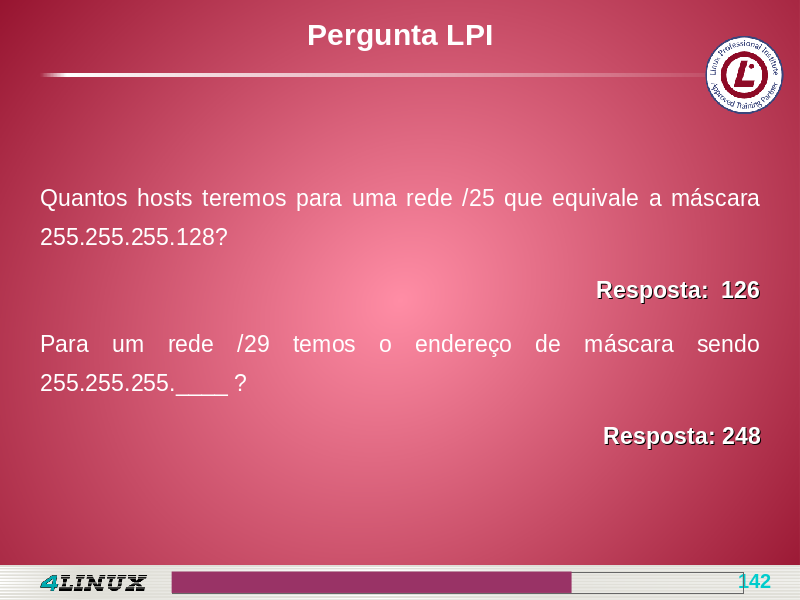 Pergunta LPI
Linux Professional Institute
Approved Training Partner
L
Quantos hosts teremos para uma rede /25 que equivale a máscara
255.255.255.128?
Resposta:  126
Para um rede /29 temos o endereço de máscara sendo
255.255.255.____ ?
Resposta: 248
4LINUX
142